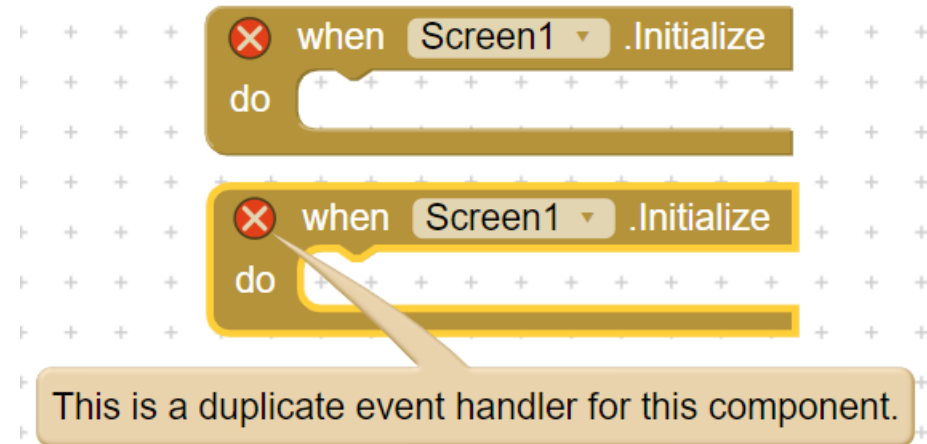 when Screen1 .Initialize
do
when Screen1 .Initialize
do
This is a duplicate event handler for this component.